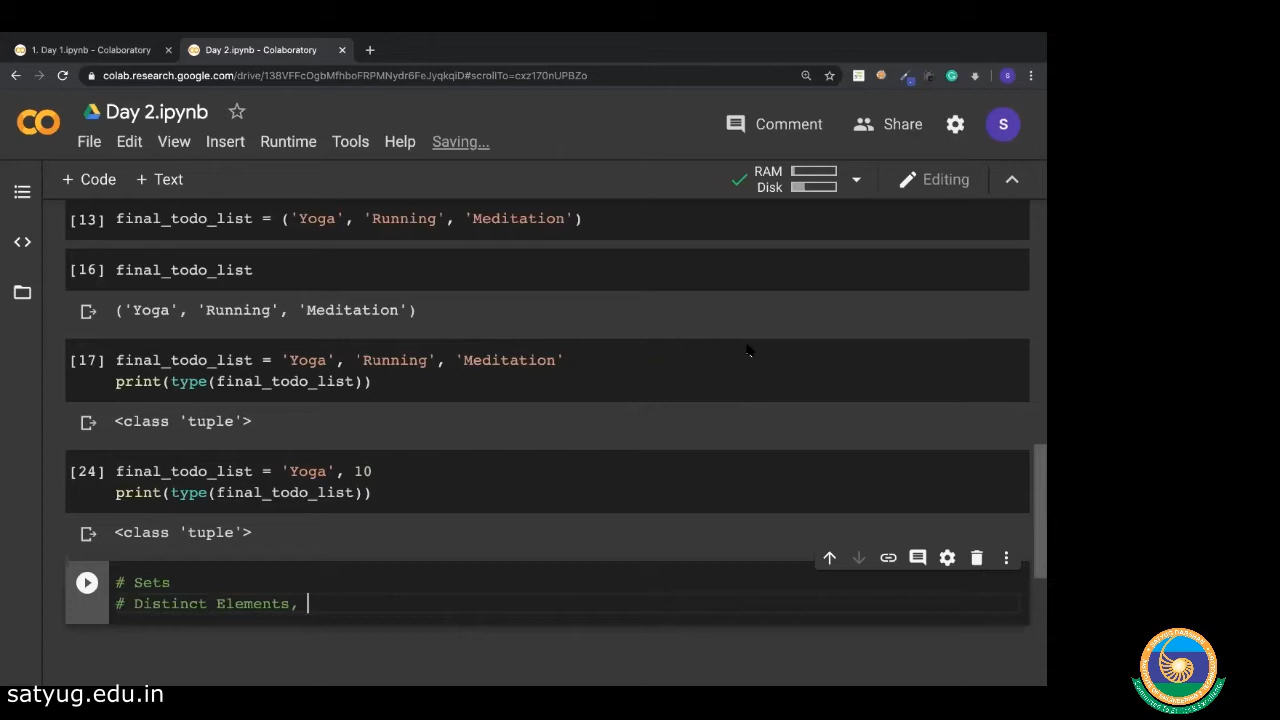 1. Day 1.ipynb - Colaboratory
Day 2.ipynb - Colaboratory
colab.research.google.com/drive/138VFFcOgbMfhboFRPMNydr6FeJyqkqiD#scrollTo=cxz170nUPBZo
CO Day 2.ipynb
Comment Share S
File Edit View Insert Runtime Tools Help Saving...
+ Code + Text
RAM
Disk
Editing
[13] final_todo_list = ('Yoga', 'Running', 'Meditation')
[16] final_todo_list
('Yoga', 'Running', 'Meditation')
[17] final_todo_list = 'Yoga', 'Running', 'Meditation'
print(type(final_todo_list))
<class 'tuple'>
[24] final_todo_list = 'Yoga', 10
print(type(final_todo_list))
<class 'tuple'>
# Sets
# Distinct Elements,
satyug.edu.in